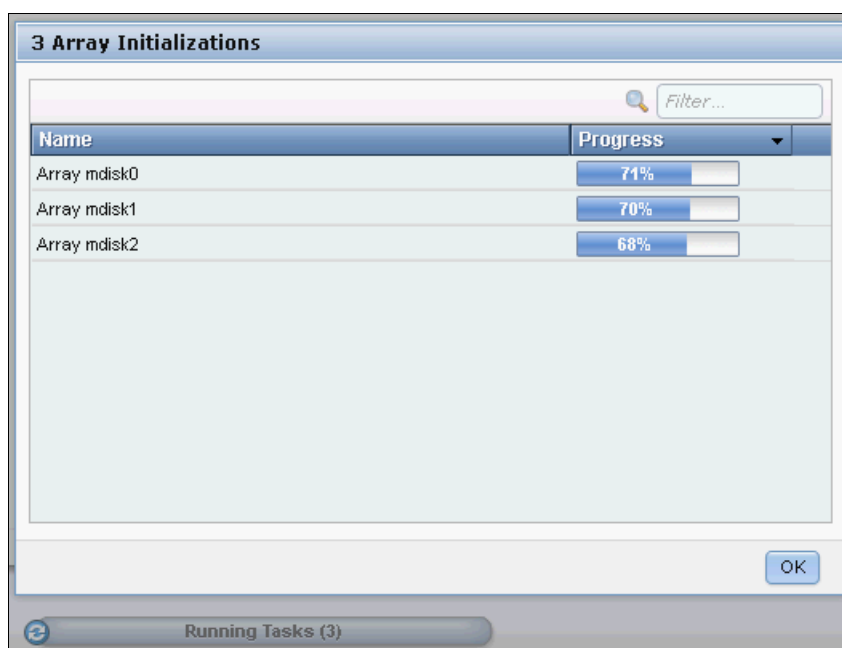 3 Array Initializations
Filter...
Name Progress
Array mdisk0 71%
Array mdisk1 70%
Array mdisk2 68%
OK
Running Tasks (3)